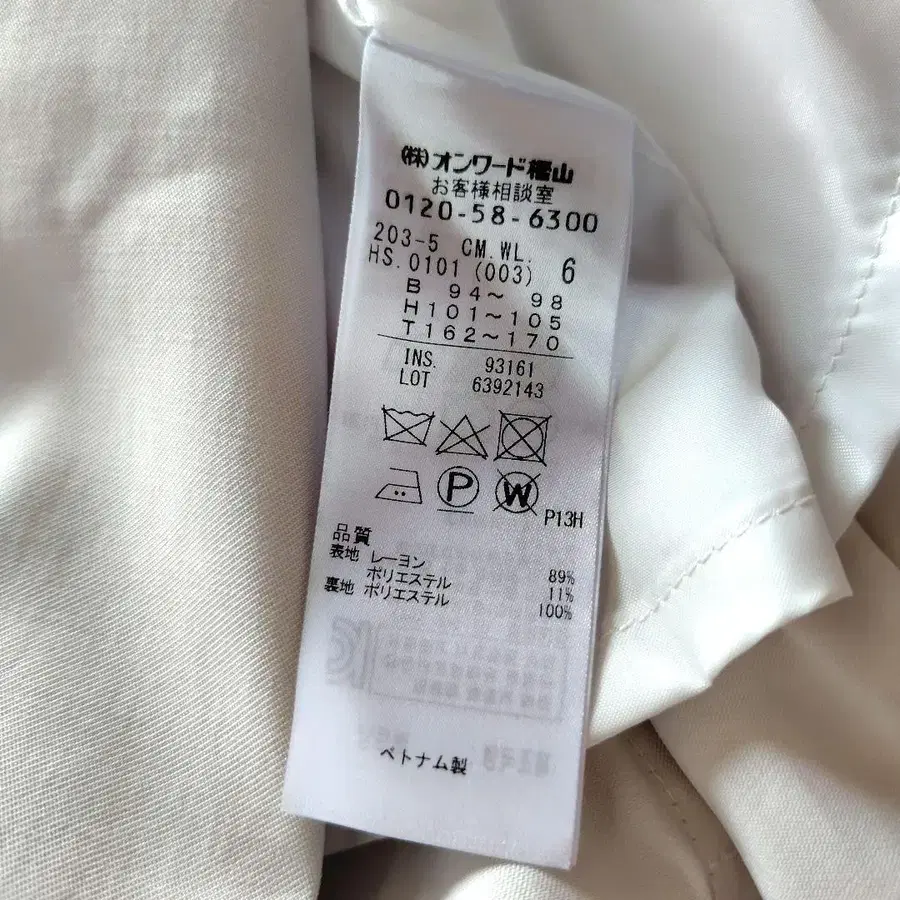 (株)オンワード樫山
お客様相談室
0120-58-6300
203-5 CM.WL. 6
HS.0101 (003)
B 94～ 98
H101～105
T162～170
INS. 93161
LOT 6392143
P
W
P13H
品質
表地 レーヨン 89%
ポリエステル 11%
裏地 ポリエステル 100%
ベトナム製